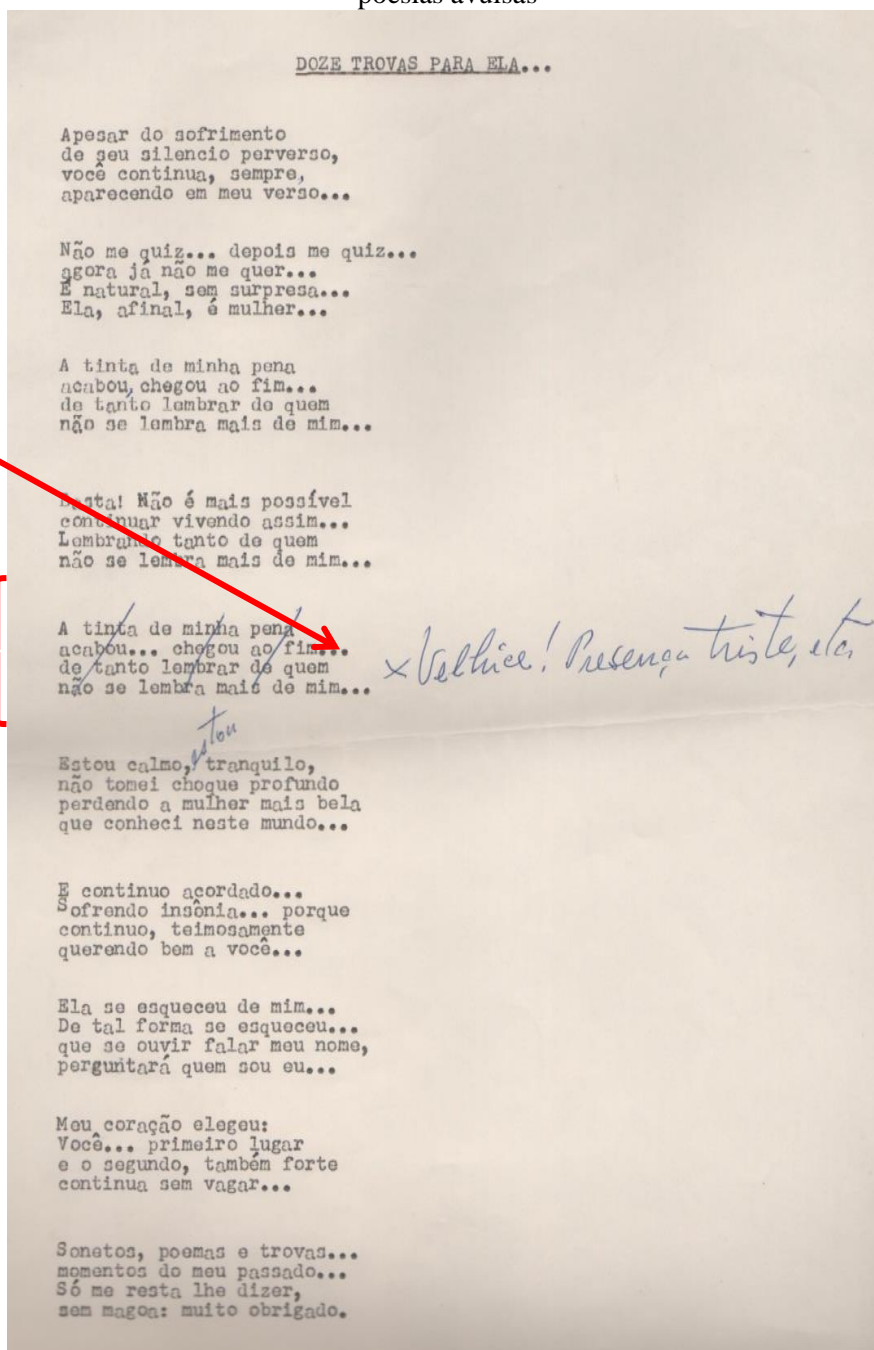 poesias avulsas
DOZE TROVAS PARA ELA...
Apesar do sofrimento
de seu silencio perverso,
você continua, sempre,
aparecendo em meu verso...
Não me quiz... depois me quiz...
agora já não me quer...
É natural, sem surpresa...
Ela, afinal, é mulher...
A tinta de minha pena
acabou, chegou ao fim...
de tanto lembrar de quem
não se lembra mais de mim...
Basta! Não é mais possível
continuar vivendo assim...
Lembrando tanto de quem
não se lembra mais de mim...
A tinta de minha pena
acabou... chegou ao fim...
de tanto lembrar de quem
não se lembra mais de mim...
x Velhice! Presença triste, etc.
estou
Estou calmo, tranquilo,
não tomei choque profundo
perdendo a mulher mais bela
que conheci neste mundo...
E continuo acordado...
Sofrendo insônia... porque
continuo, teimosamente
querendo bem a você...
Ela se esqueceu de mim...
De tal forma se esqueceu...
que se ouvir falar meu nome,
perguntará quem sou eu...
Meu coração elegeu:
Você... primeiro lugar
e o segundo, também forte
continua sem vagar...
Sonetos, poemas e trovas...
momentos do meu passado...
Só me resta lhe dizer,
sem magoa: muito obrigado.